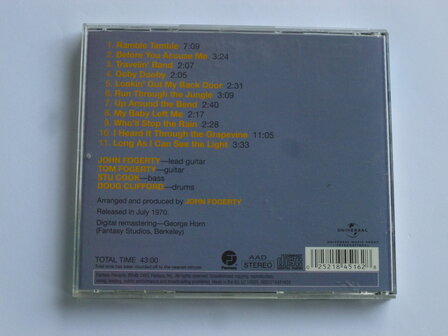 1. Ramble Tamble 7:09
2. Before You Accuse Me 3:24
3. Travelin' Band 2:07
4. Ooby Dooby 2:05
5. Lookin' Out My Back Door 2:31
6. Run Through the Jungle 3:09
7. Up Around the Bend 2:40
8. My Baby Left Me 2:17
9. Who'll Stop the Rain 2:28
10. I Heard It Through the Grapevine 11:05
11. Long As I Can See the Light 3:33
JOHN FOGERTY—lead guitar
TOM FOGERTY—guitar
STU COOK—bass
DOUG CLIFFORD—drums
Arranged and produced by JOHN FOGERTY
Released in July 1970.
Digital remastering—George Horn
(Fantasy Studios, Berkeley)
UNIVERSAL
TOTAL TIME 43:00
Fantasy
AAD
STEREO
0 25218 45162